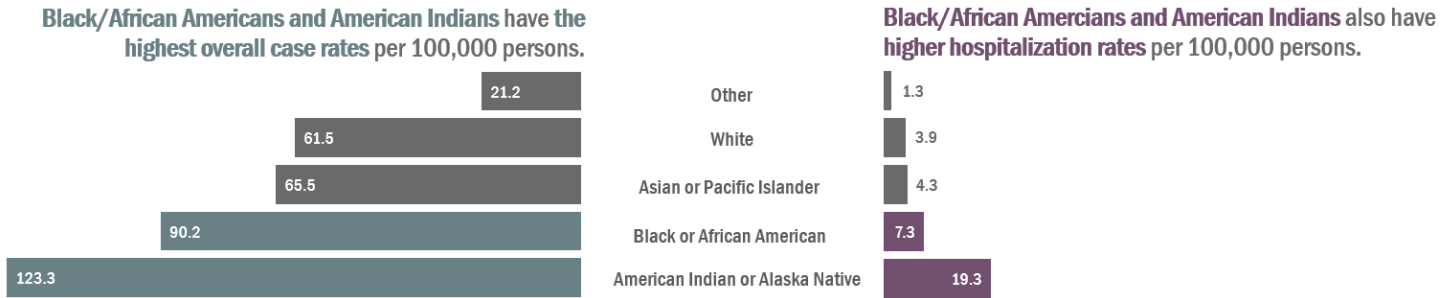 Black/African Americans and American Indians have the
highest overall case rates per 100,000 persons.
Black/African Amercians and American Indians also have
higher hospitalization rates per 100,000 persons.
21.2 Other 1.3
61.5 White 3.9
65.5 Asian or Pacific Islander 4.3
90.2 Black or African American 7.3
123.3 American Indian or Alaska Native 19.3